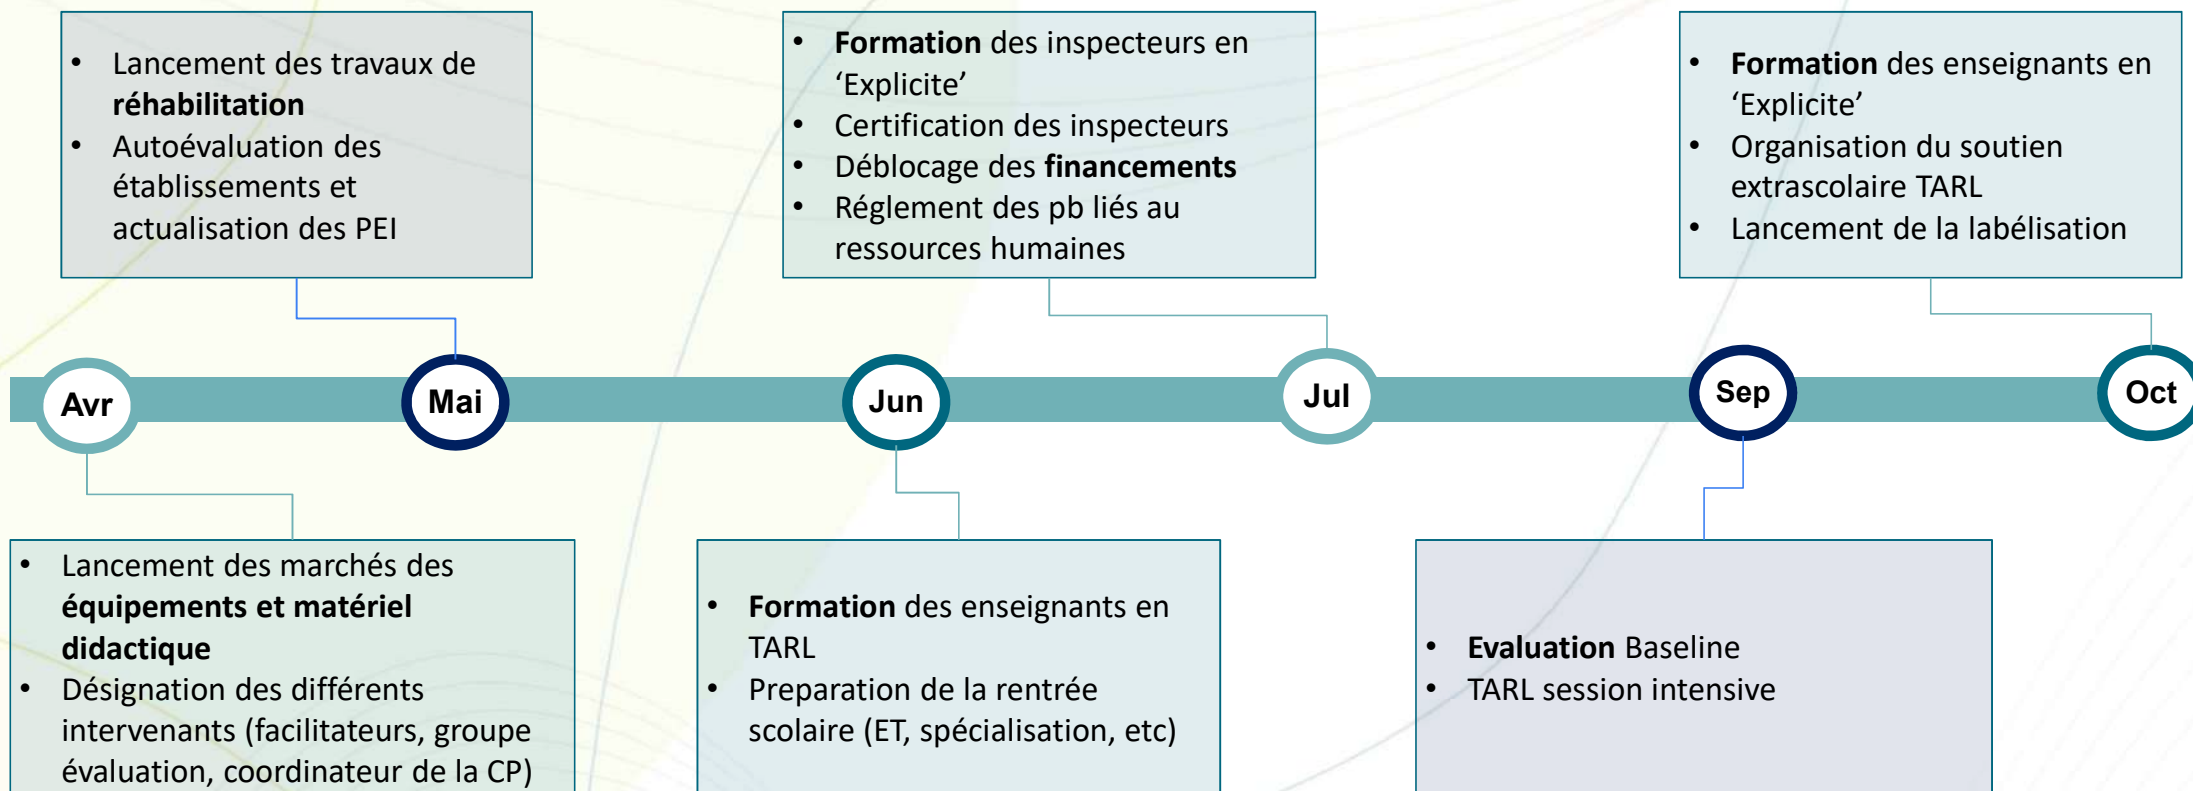 • Lancement des travaux de
réhabilitation
• Autoévaluation des
établissements et
actualisation des PEI
• Formation des inspecteurs en
‘Explicite’
• Certification des inspecteurs
• Déblocage des financements
• Réglement des pb liés au
ressources humaines
• Formation des enseignants en
‘Explicite’
• Organisation du soutien
extrascolaire TARL
• Lancement de la labélisation
Avr
Mai
Jun
Jul
Sep
Oct
• Lancement des marchés des
équipements et matériel
didactique
• Désignation des différents
intervenants (facilitateurs, groupe
évaluation, coordinateur de la CP)
• Formation des enseignants en
TARL
• Preparation de la rentrée
scolaire (ET, spécialisation, etc)
• Evaluation Baseline
• TARL session intensive